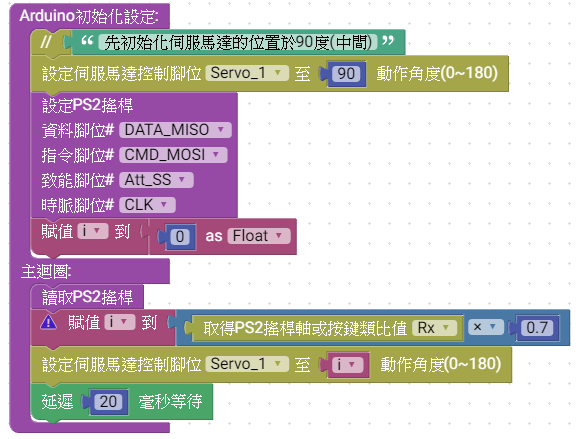 Arduino初始化設定:
// “ 先初始化伺服馬達的位置於90度(中間) ”
設定伺服馬達控制腳位 Servo_1 至 90 動作角度(0~180)
設定PS2搖桿
資料腳位# DATA_MISO
指令腳位# CMD_MOSI
致能腳位# Att_SS
時脈腳位# CLK
賦值 i 到 0 as Float
主迴圈:
讀取PS2搖桿
賦值 i 到 取得PS2搖桿軸或按鍵類比值 Rx × 0.7
設定伺服馬達控制腳位 Servo_1 至 i 動作角度(0~180)
延遲 20 毫秒等待